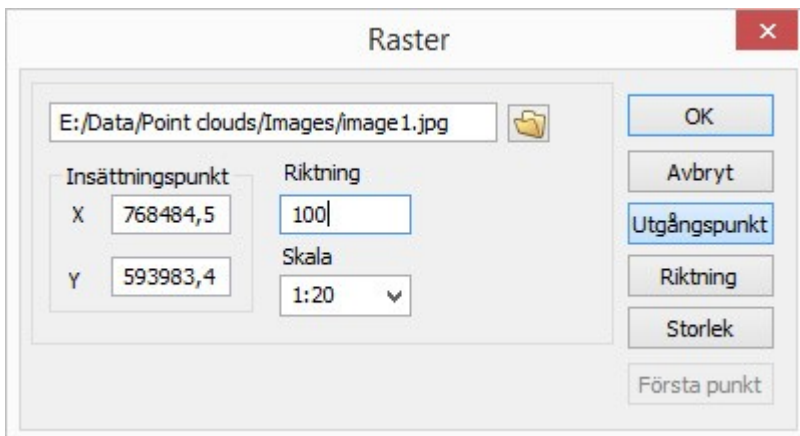 Raster
E:/Data/Point clouds/Images/image1.jpg
Insättningspunkt
X 768484,5
Y 593983,4
Riktning
100
Skala
1:20
OK
Avbryt
Utgångspunkt
Riktning
Storlek
Första punkt